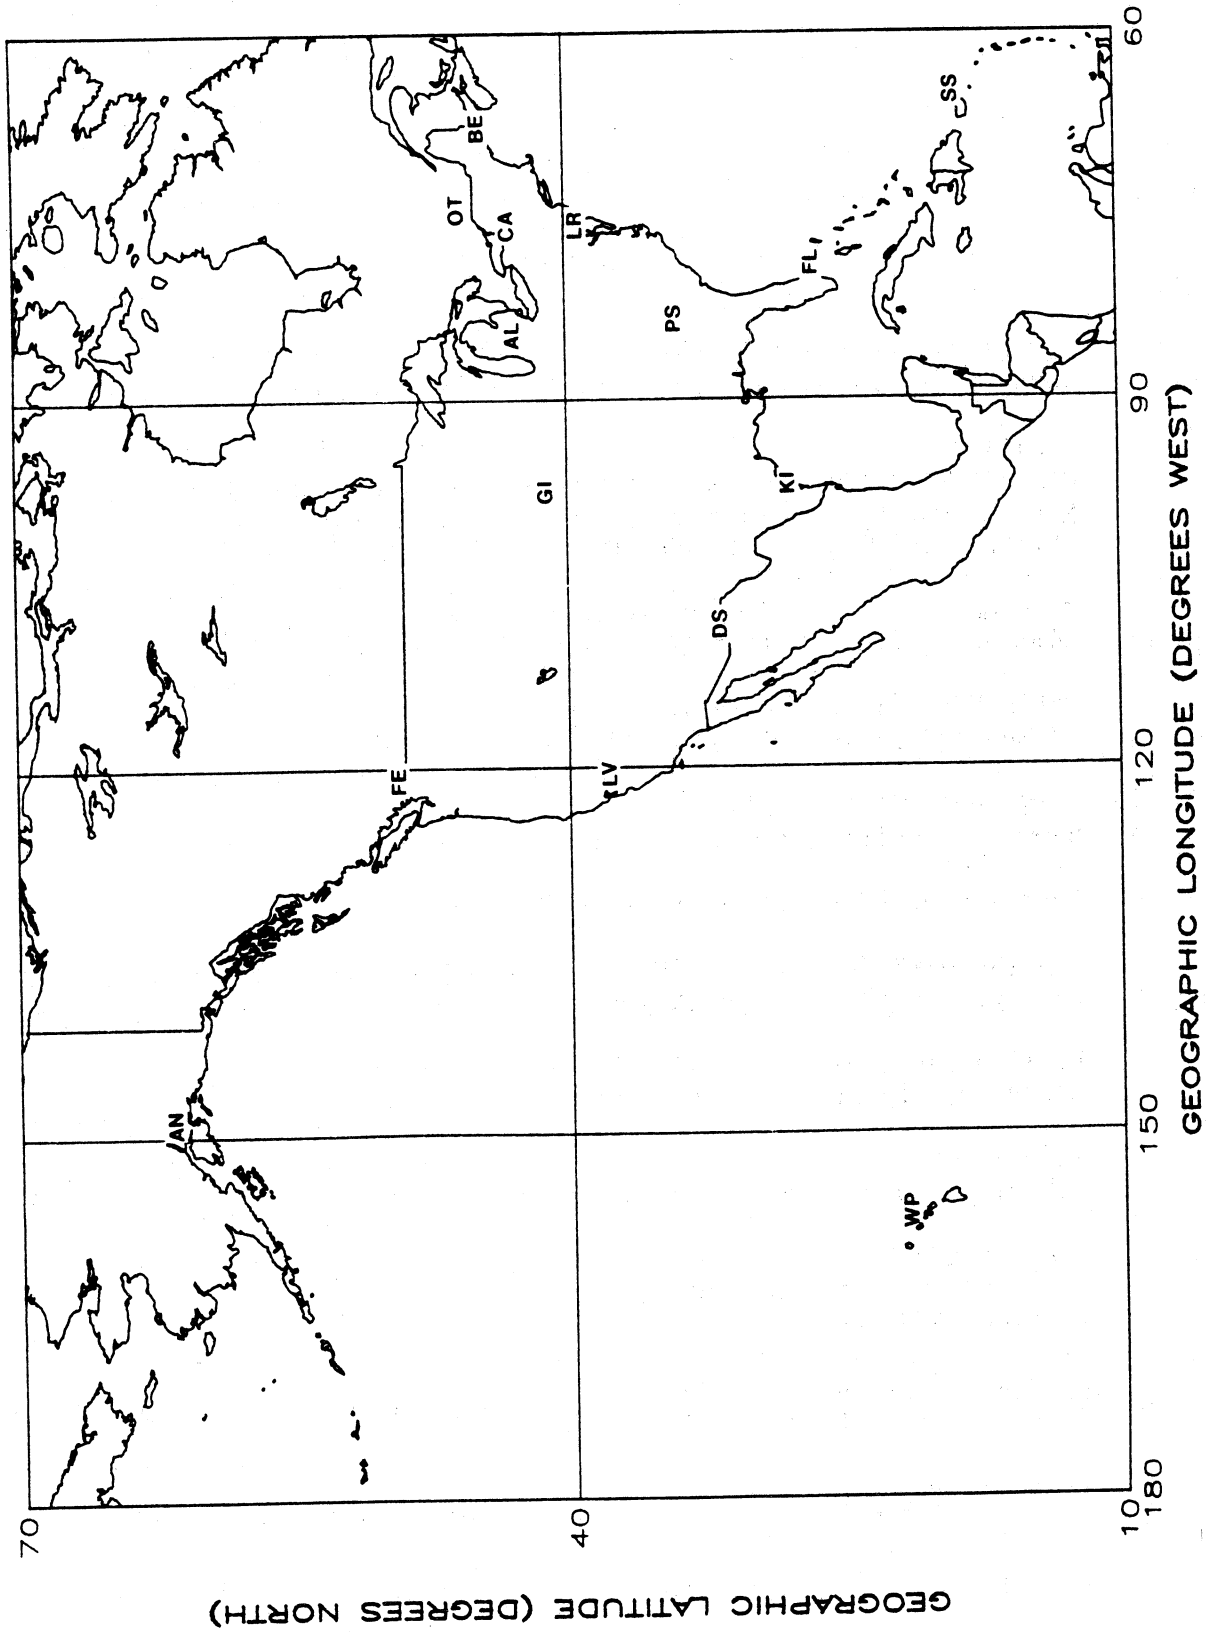 70
40
10
180
150
120
90
60
GEOGRAPHIC LATITUDE (DEGREES NORTH)
GEOGRAPHIC LONGITUDE (DEGREES WEST)
AN
WP
FE
LV
DS
GI
KI
AL
PS
OT
CA
LR
FL
BE
SS